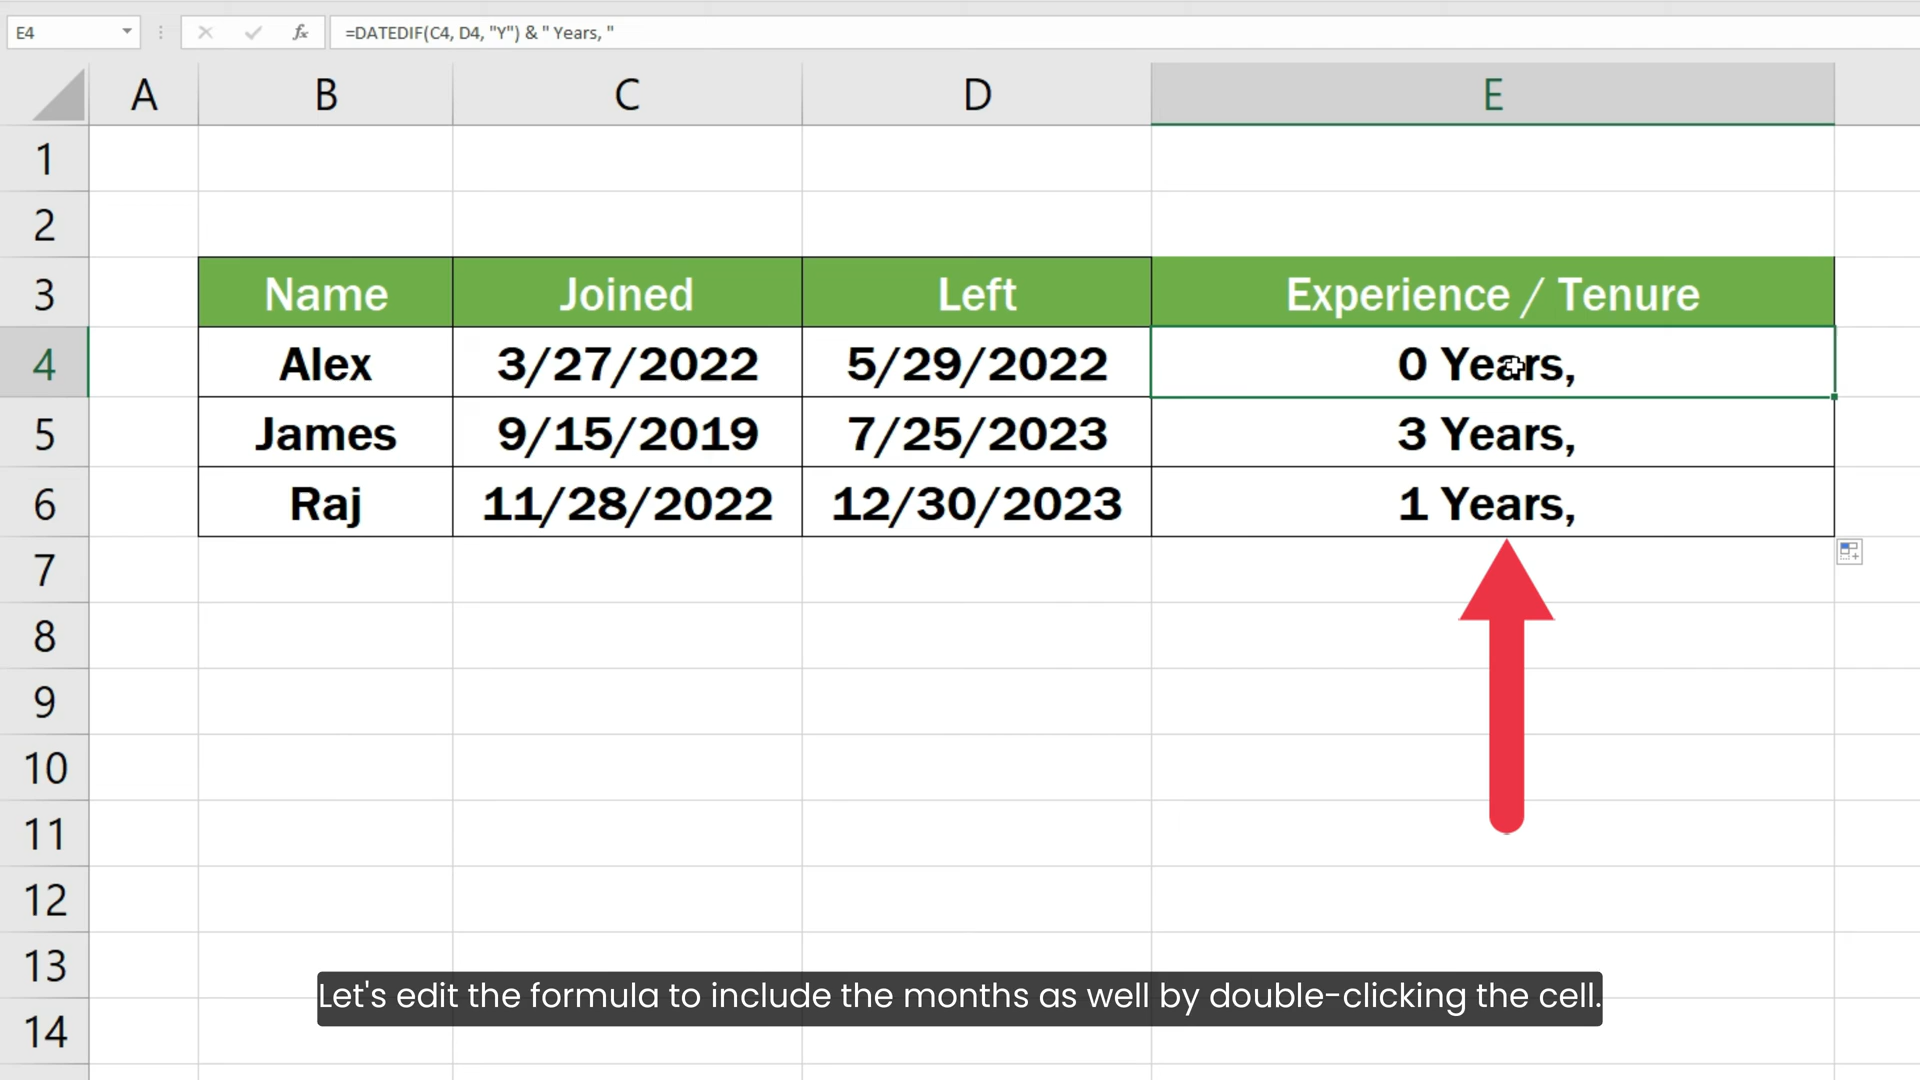 E4 fx =DATEDIF(C4, D4, "Y") & " Years, "
A B C D E
1
2
3 Name Joined Left Experience / Tenure
4 Alex 3/27/2022 5/29/2022 0 Years,
5 James 9/15/2019 7/25/2023 3 Years,
6 Raj 11/28/2022 12/30/2023 1 Years,
7
8
9
10
11
12
13
Let's edit the formula to include the months as well by double-clicking the cell.
14